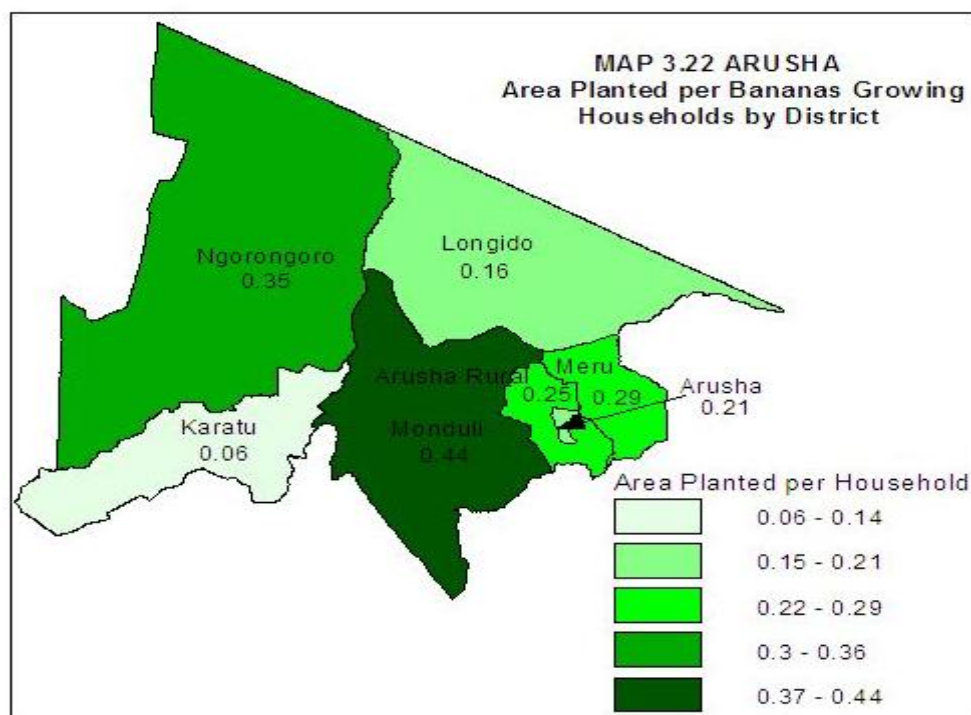 MAP 3.22 ARUSHA
Area Planted per Bananas Growing
Households by District
Ngorongoro
0.35
Longido
0.16
Meru
0.29
Arusha Rural
0.25
Arusha
0.21
Karatu
0.06
Monduli
0.44
Area Planted per Household
0.06 - 0.14
0.15 - 0.21
0.22 - 0.29
0.3 - 0.36
0.37 - 0.44